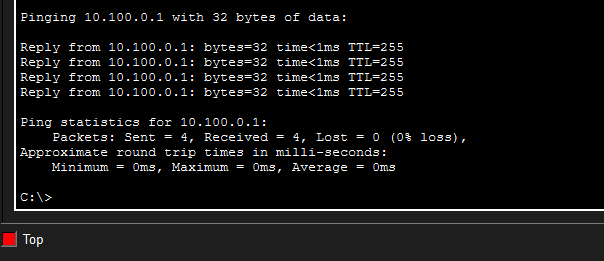 Pinging 10.100.0.1 with 32 bytes of data:
Reply from 10.100.0.1: bytes=32 time<1ms TTL=255
Reply from 10.100.0.1: bytes=32 time<1ms TTL=255
Reply from 10.100.0.1: bytes=32 time<1ms TTL=255
Reply from 10.100.0.1: bytes=32 time<1ms TTL=255
Ping statistics for 10.100.0.1:
Packets: Sent = 4, Received = 4, Lost = 0 (0% loss),
Approximate round trip times in milli-seconds:
Minimum = 0ms, Maximum = 0ms, Average = 0ms
C:\>
Top